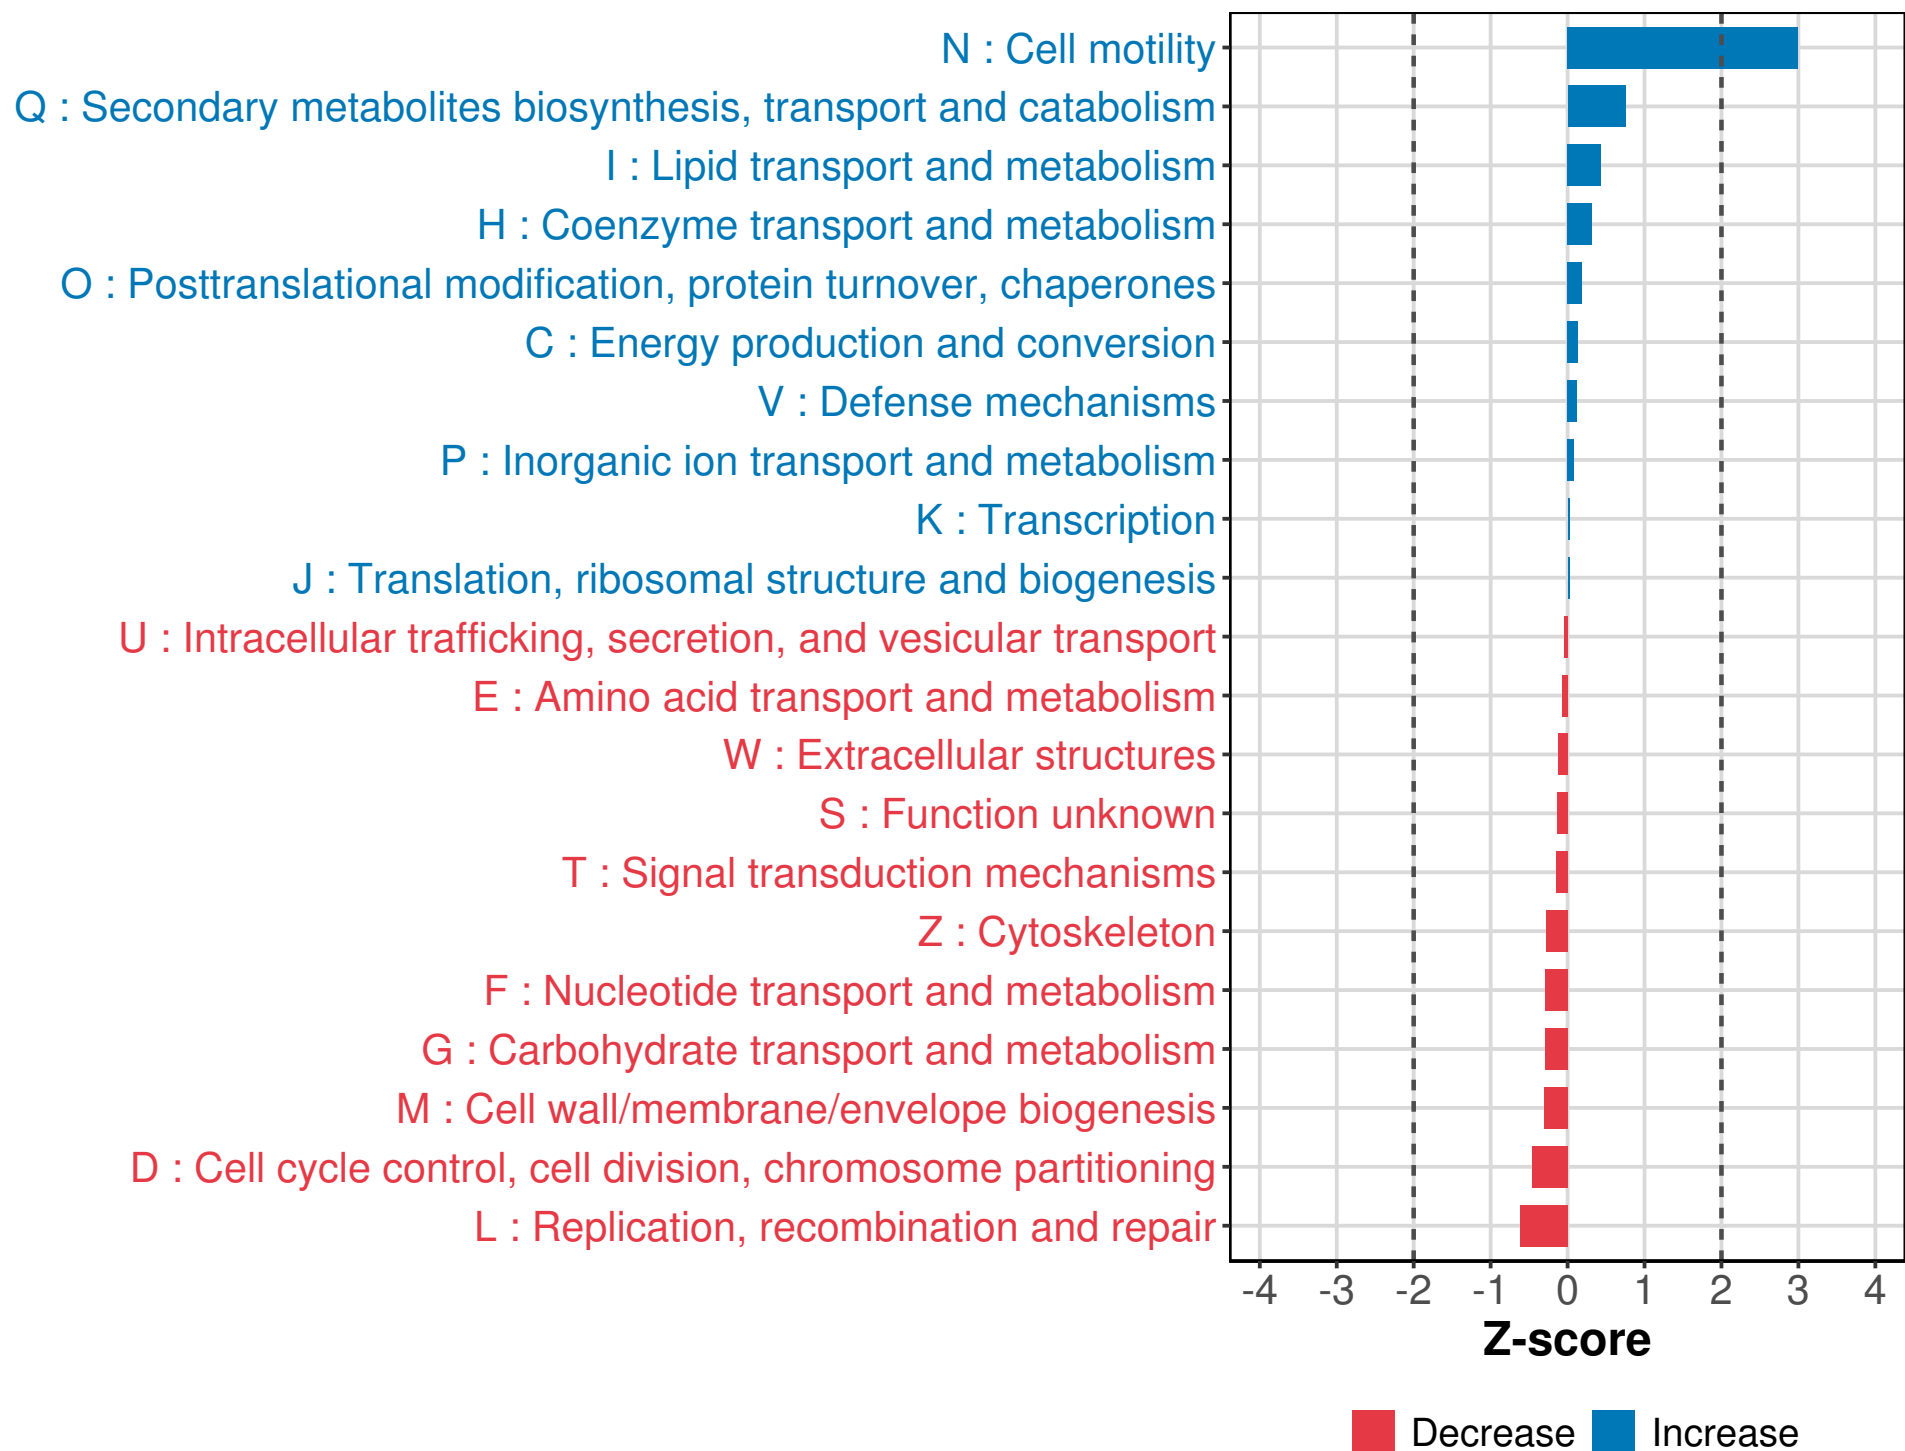 N : Cell motility
Q : Secondary metabolites biosynthesis, transport and catabolism
I : Lipid transport and metabolism
H : Coenzyme transport and metabolism
O : Posttranslational modification, protein turnover, chaperones
C : Energy production and conversion
V : Defense mechanisms
P : Inorganic ion transport and metabolism
K : Transcription
J : Translation, ribosomal structure and biogenesis
U : Intracellular trafficking, secretion, and vesicular transport
E : Amino acid transport and metabolism
W : Extracellular structures
S : Function unknown
T : Signal transduction mechanisms
Z : Cytoskeleton
F : Nucleotide transport and metabolism
G : Carbohydrate transport and metabolism
M : Cell wall/membrane/envelope biogenesis
D : Cell cycle control, cell division, chromosome partitioning
L : Replication, recombination and repair
-4 -3 -2 -1 0 1 2 3 4
Z-score
Decrease Increase